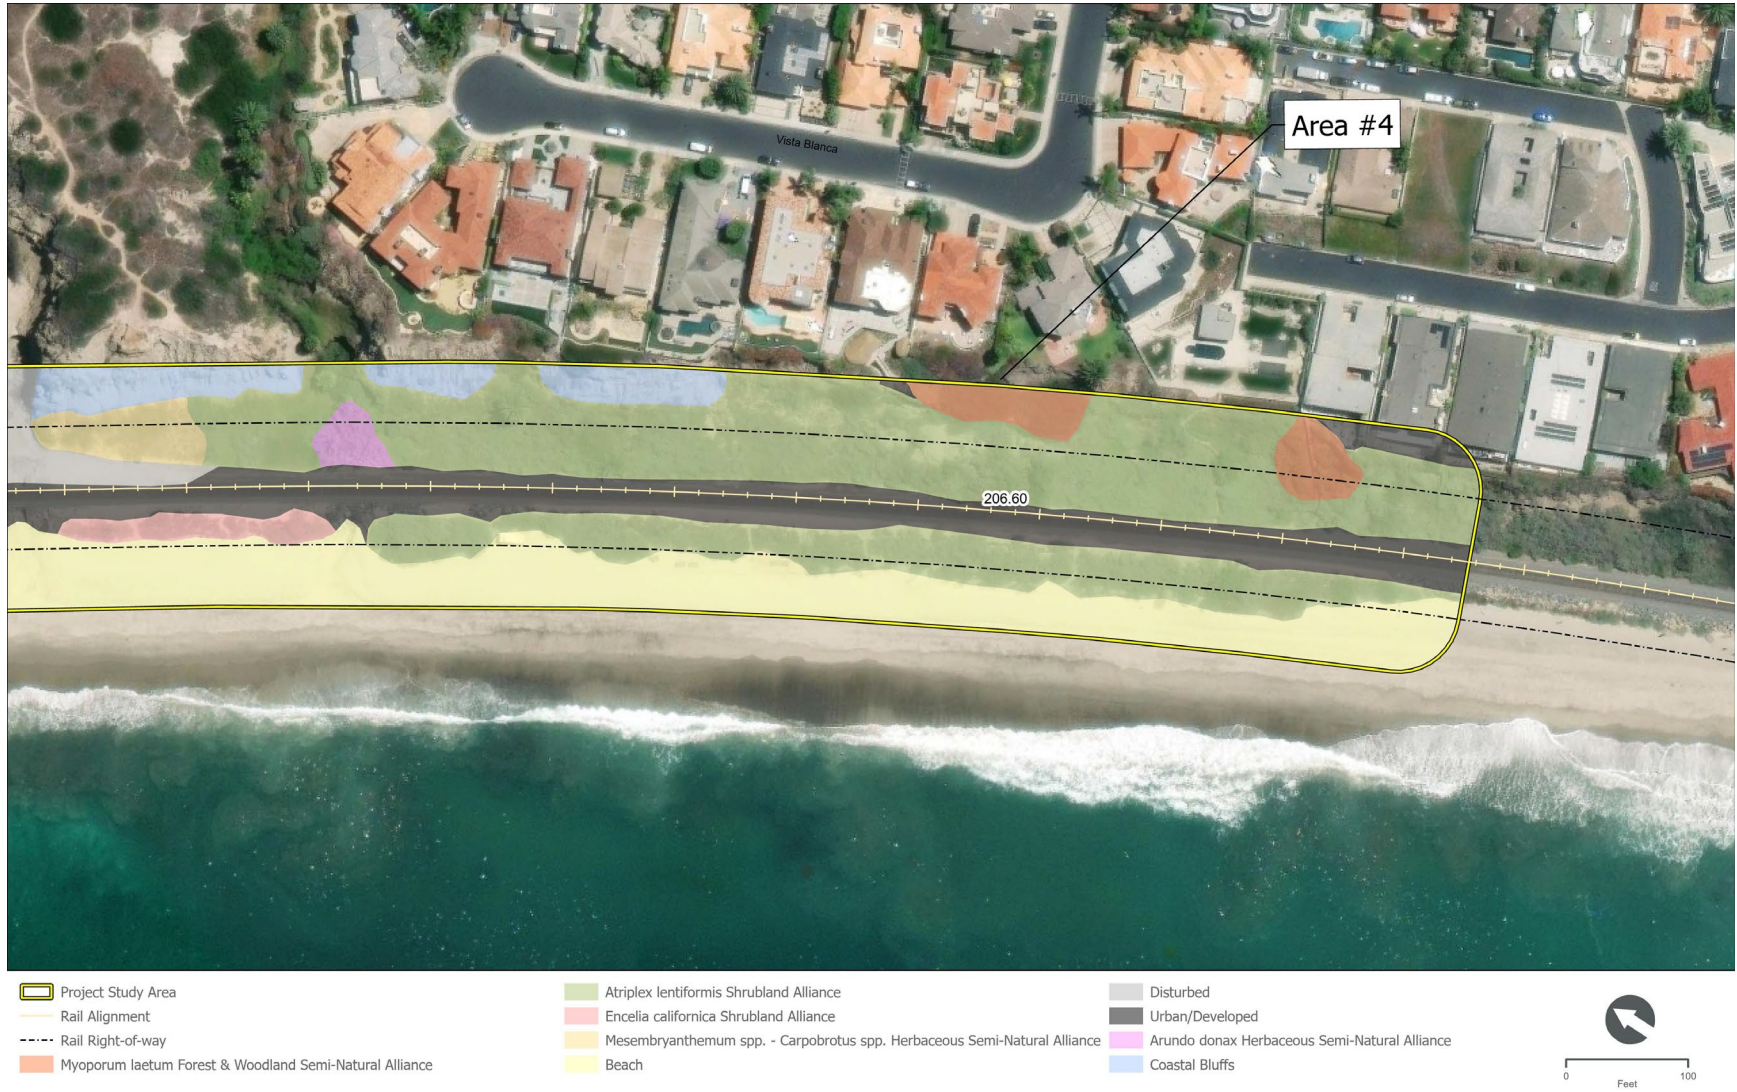 Area #4
Vista Blanca
206.60
Project Study Area
Rail Alignment
Rail Right-of-way
Myoporum laetum Forest & Woodland Semi-Natural Alliance
Atriplex lentiformis Shrubland Alliance
Encelia californica Shrubland Alliance
Mesembryanthemum spp. - Carpobrotus spp. Herbaceous Semi-Natural Alliance
Beach
Disturbed
Urban/Developed
Arundo donax Herbaceous Semi-Natural Alliance
Coastal Bluffs
0 100
Feet